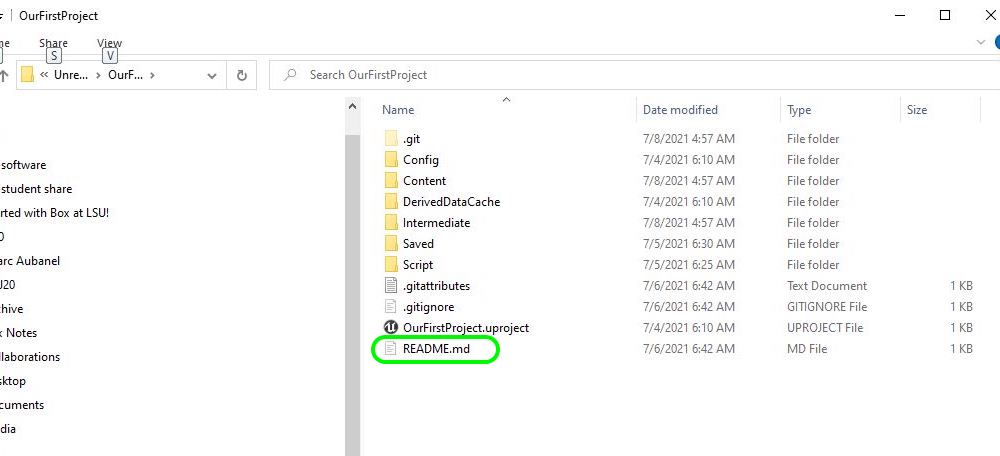 OurFirstProject
Share
View
S
V
Unre...
OurF...
Search OurFirstProject
Name Date modified Type Size
.git 7/8/2021 4:57 AM File folder
Config 7/4/2021 6:10 AM File folder
Content 7/8/2021 4:57 AM File folder
DerivedDataCache 7/4/2021 6:10 AM File folder
Intermediate 7/8/2021 4:57 AM File folder
Saved 7/5/2021 6:30 AM File folder
Script 7/5/2021 6:25 AM File folder
.gitattributes 7/6/2021 6:42 AM Text Document 1 KB
.gitignore 7/6/2021 6:42 AM GITIGNORE File 1 KB
OurFirstProject.uproject 7/4/2021 6:10 AM UPROJECT File 1 KB
README.md 7/6/2021 6:42 AM MD File 1 KB
software
student share
rted with Box at LSU!
0
arc Aubanel
U20
chive
x Notes
llaborations
sktop
cuments
dia